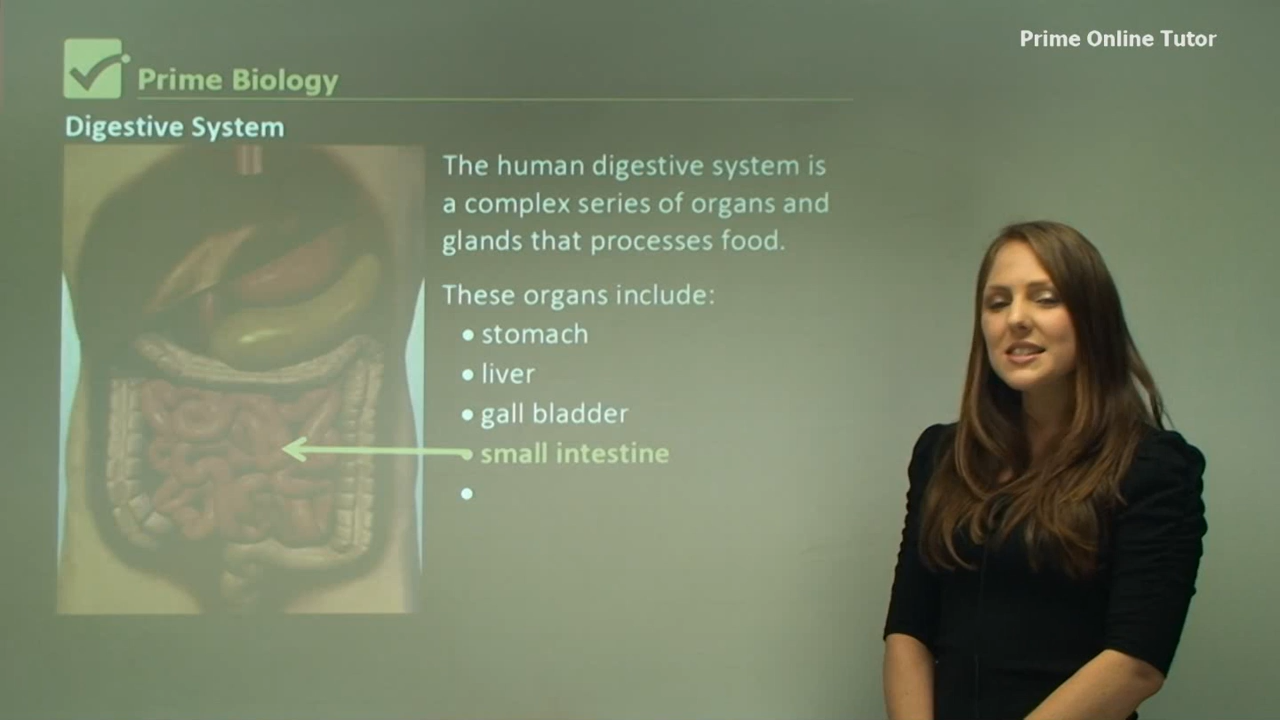 Prime Online Tutor
Prime Biology
Digestive System
The human digestive system is
a complex series of organs and
glands that processes food.
These organs include:
• stomach
• liver
• gall bladder
• small intestine
•